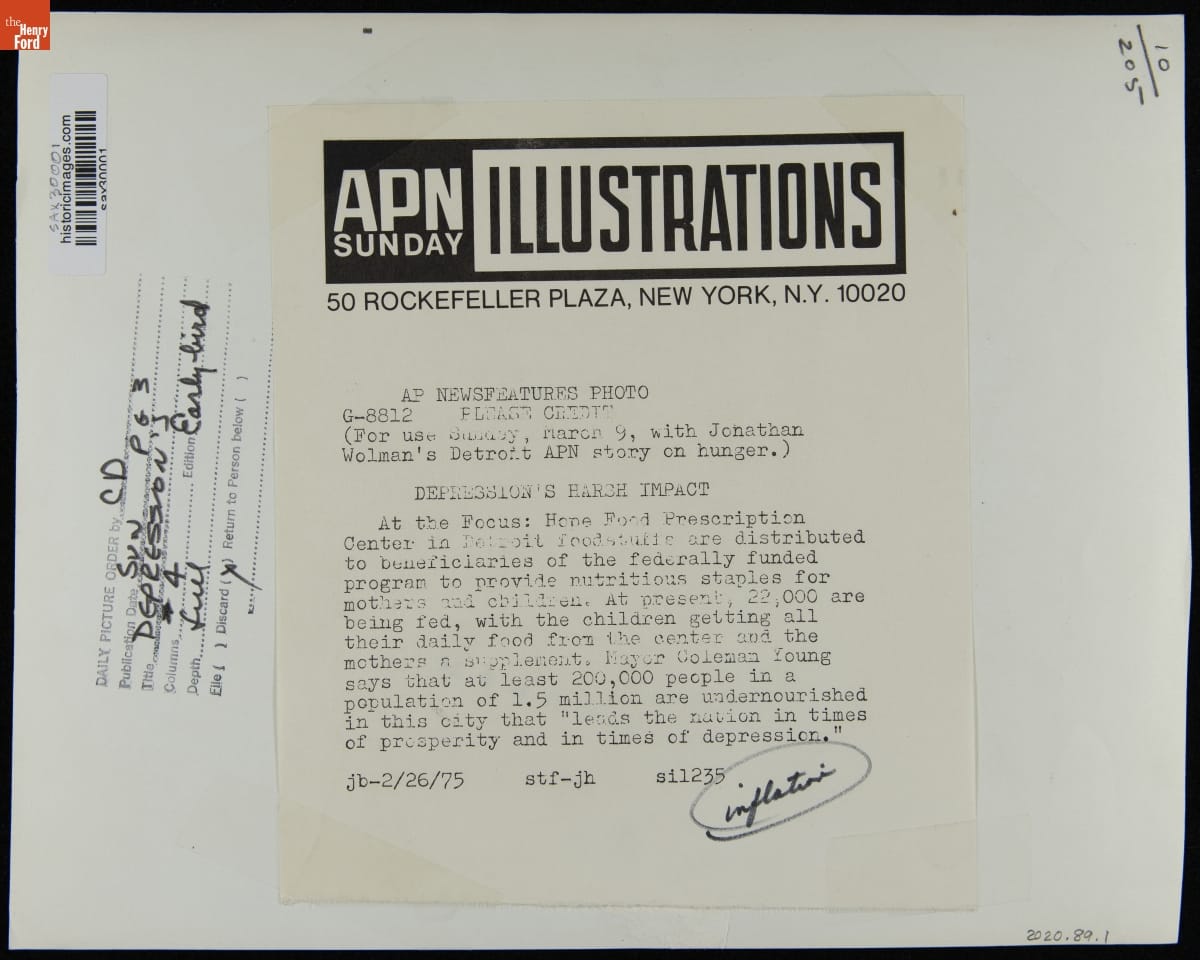 the
Henry
Ford
10
205
SAX30001
historicimages.com
sax30001
APN
SUNDAY
ILLUSTRATIONS
50 ROCKEFELLER PLAZA, NEW YORK, N.Y. 10020
AP NEWSFEATURES PHOTO
G-8812 PLEASE CREDIT
(For use Sunday, March 9, with Jonathan
Wolman's Detroit APN story on hunger.)
DEPRESSION'S HARSH IMPACT
At the Focus: Hope Food Prescription
Center in Detroit foodstuffs are distributed
to beneficiaries of the federally funded
program to provide nutritious staples for
mothers and children. At present, 22,000 are
being fed, with the children getting all
their daily food from the center and the
mothers a supplement. Mayor Coleman Young
says that at least 200,000 people in a
population of 1.5 million are undernourished
in this city that "leads the nation in times
of prosperity and in times of depression."
jb-2/26/75 stf-jh sil235
inflation
DAILY PICTURE ORDER by CD
Publication Date SUN PG 3
Title DEPRESSION'S
Columns # 4
Depth full Edition Early-bird
File ( ) Discard (X) Return to Person below ( )
2020.89.1